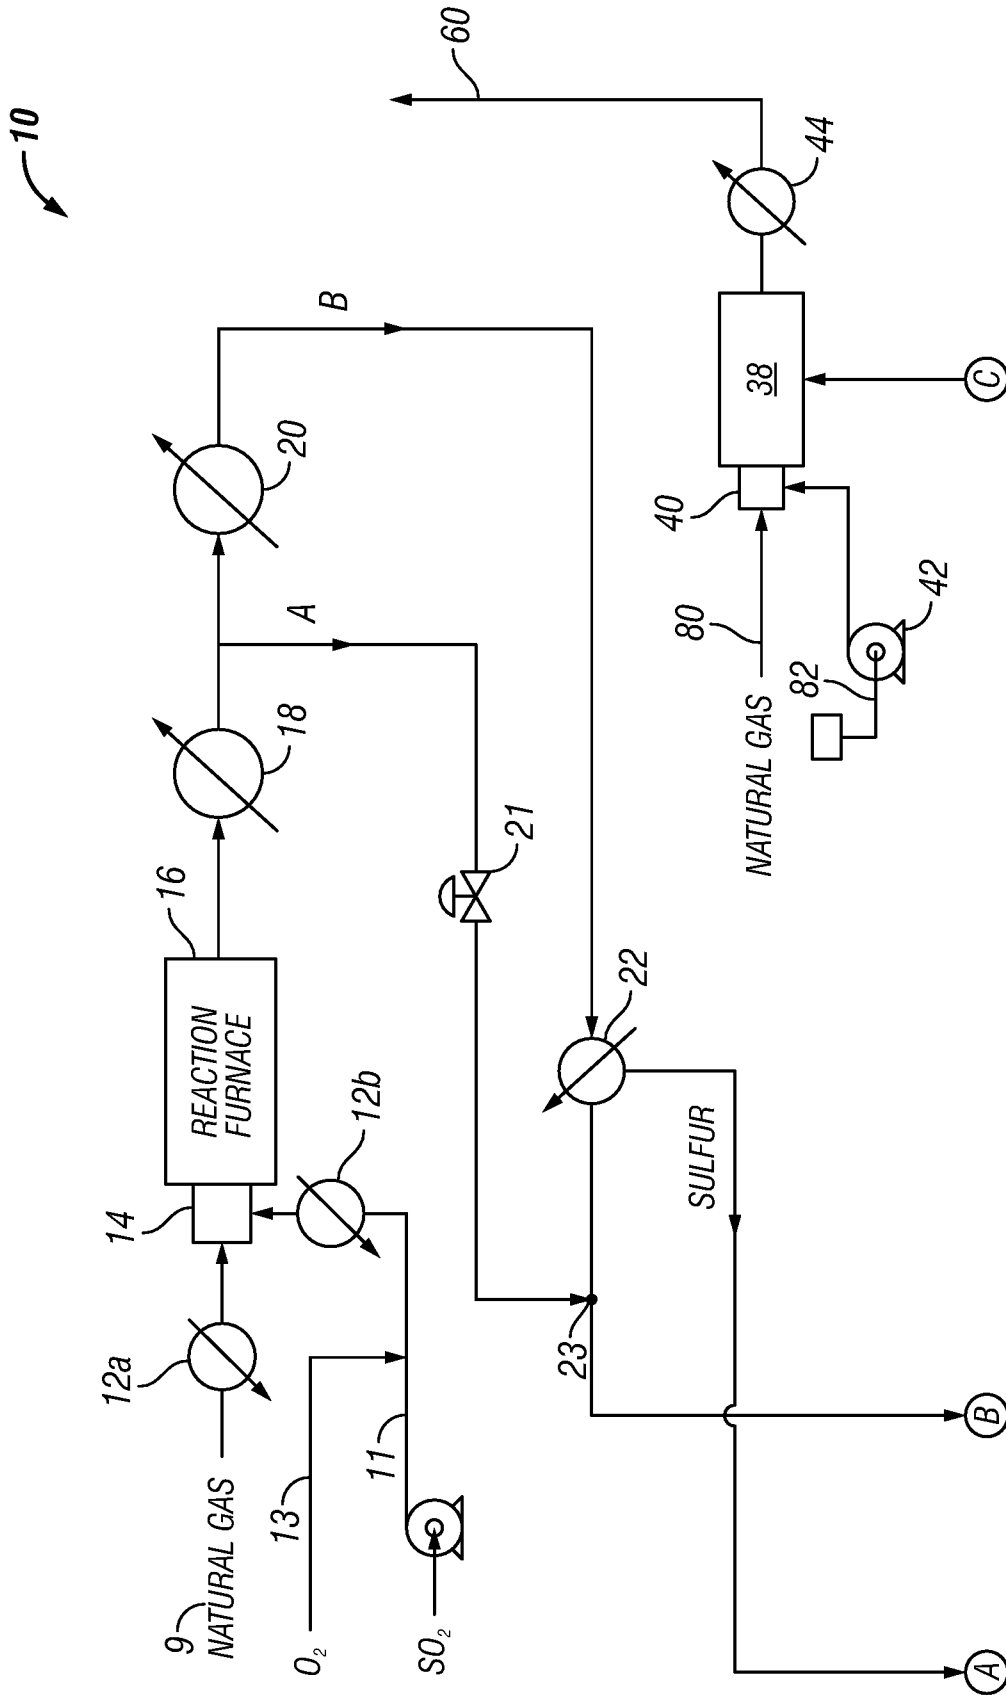 10
9
NATURAL GAS
12a
14
REACTION
FURNACE
16
18
20
O₂
13
SO₂
11
12b
A
B
21
23
22
SULFUR
60
NATURAL GAS
80
40
38
44
82
42
A
B
C